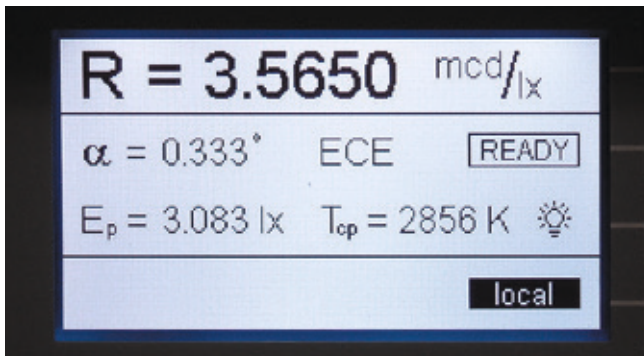 R = 3.5650 mcd/lx
α = 0.333° ECE READY
Ep = 3.083 lx Tcp = 2856 K
local